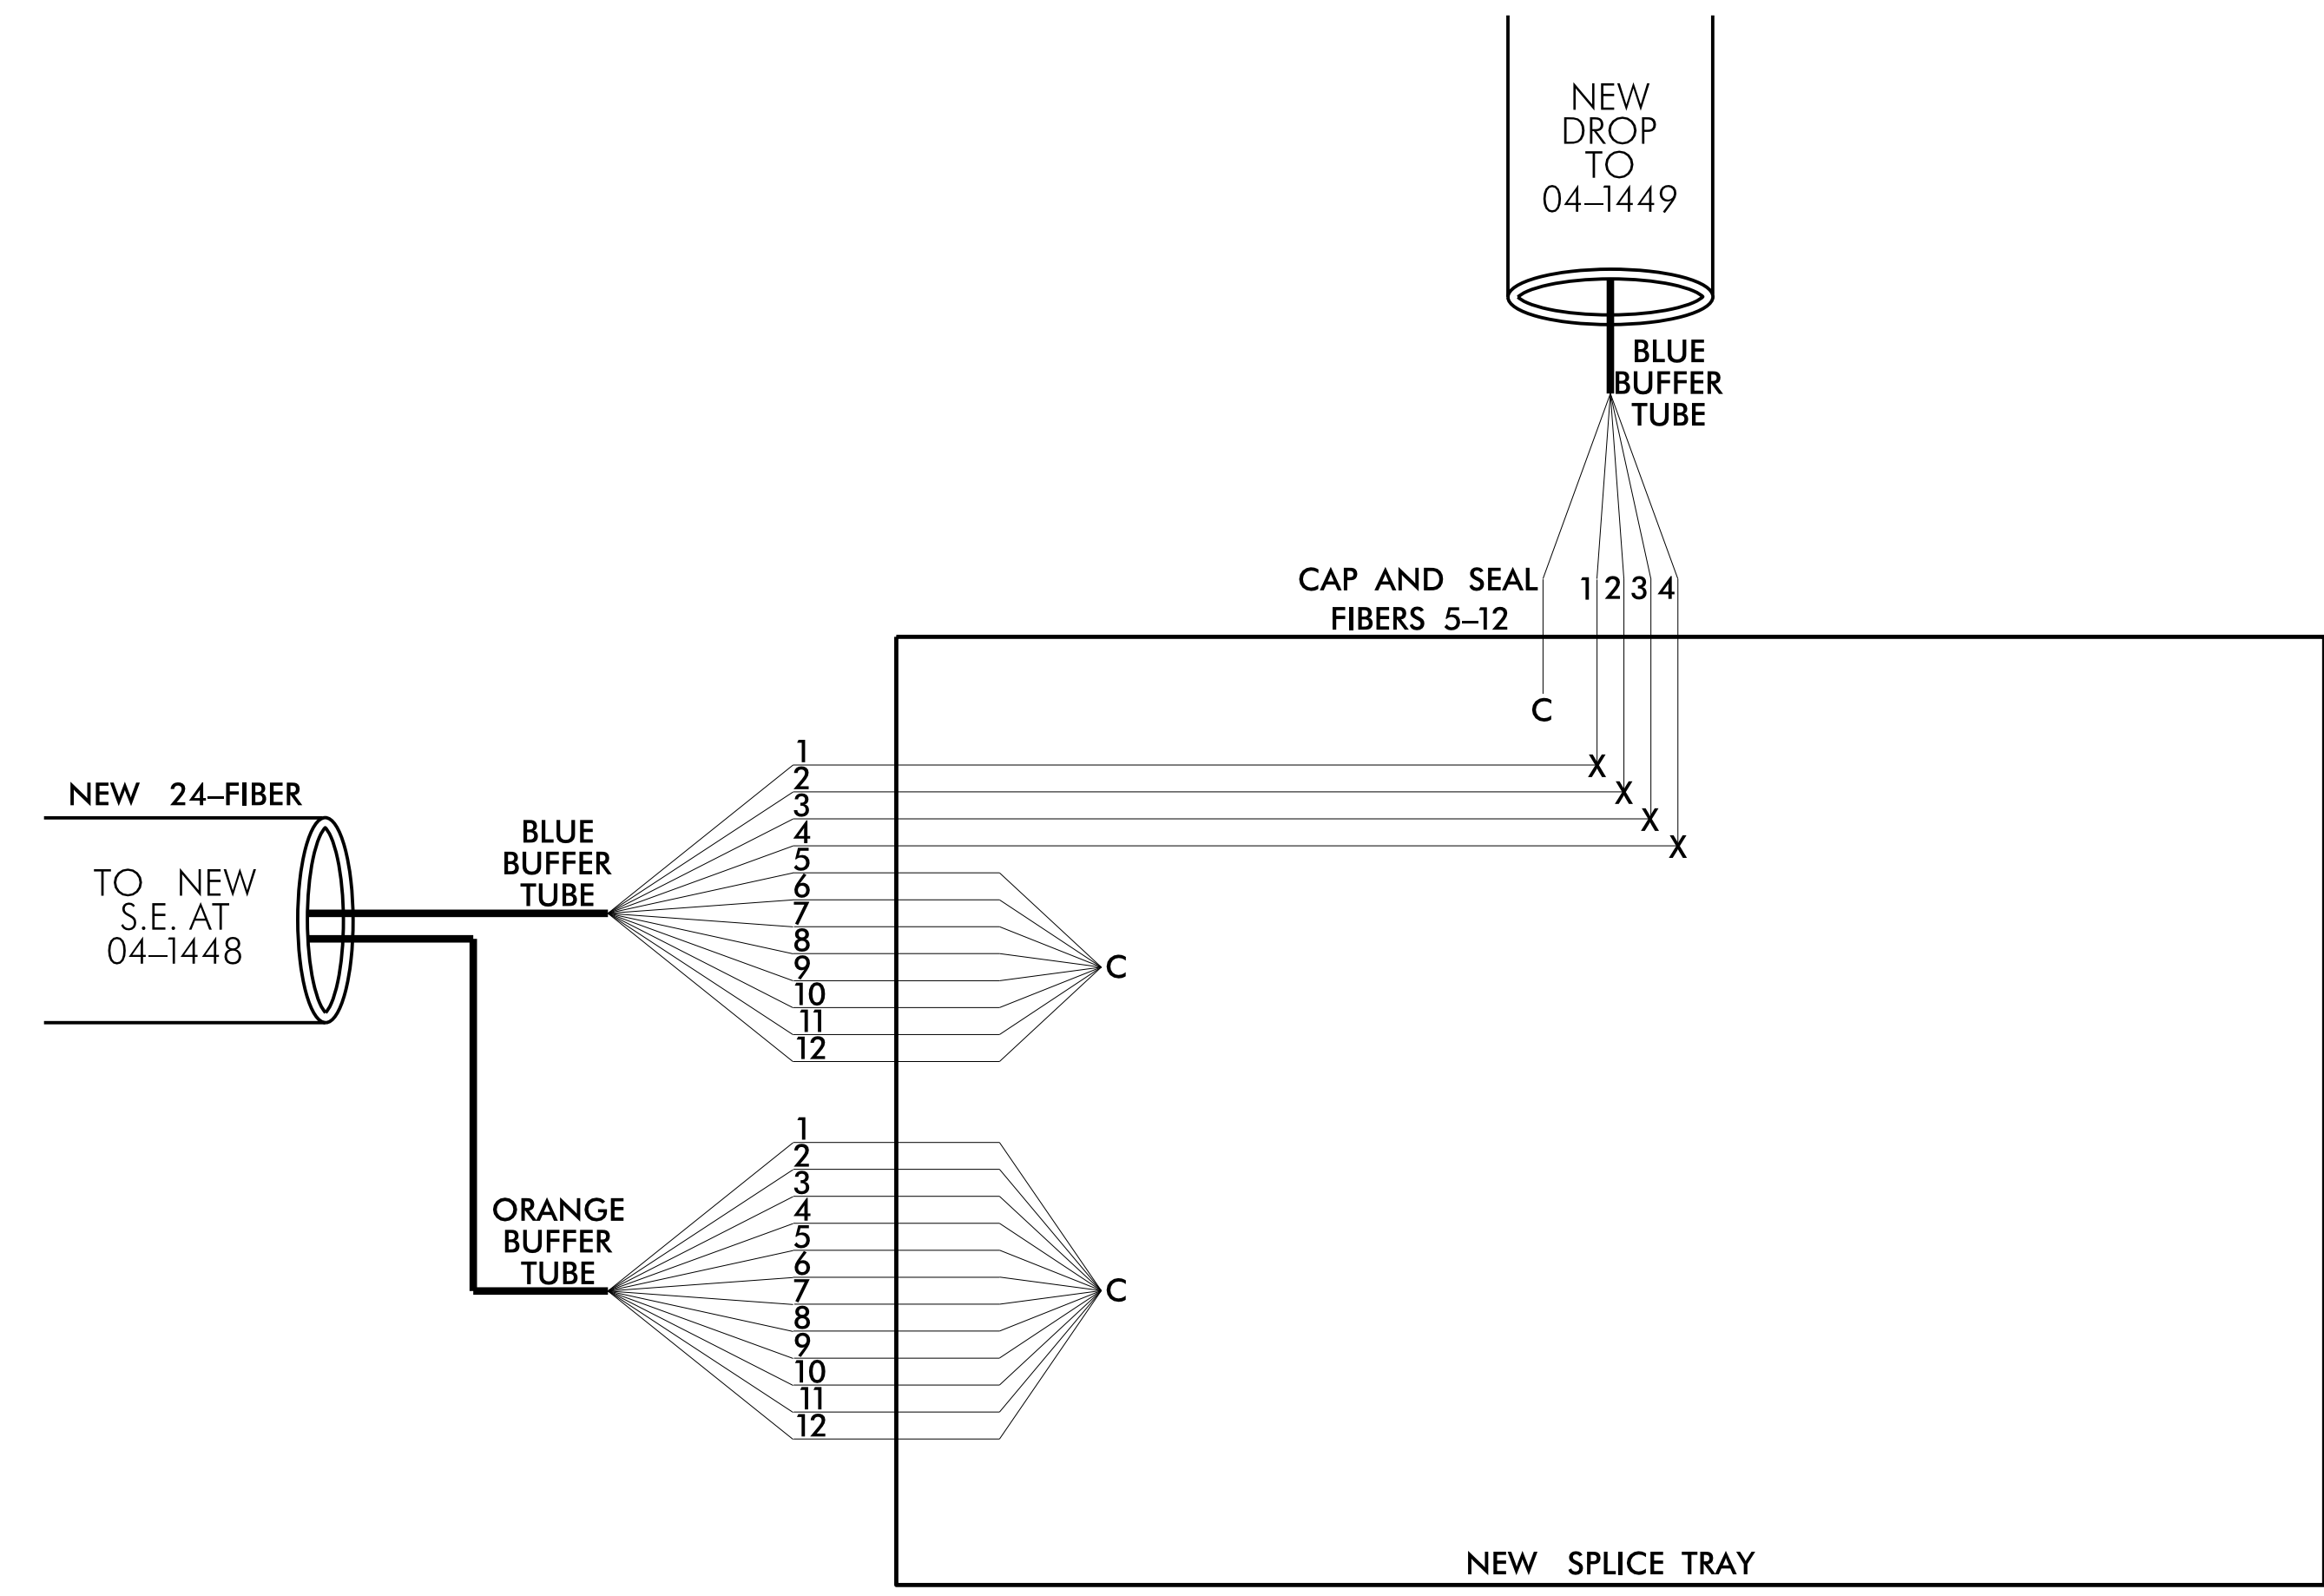 NEW
DROP
TO
04–1449
BLUE
BUFFER
TUBE
CAP AND SEAL
FIBERS 5–12
1 2 3 4
C
X
X
X
X
NEW 24–FIBER
TO NEW
S.E. AT
04–1448
BLUE
BUFFER
TUBE
1
2
3
4
5
6
7
8
9
10
11
12
C
ORANGE
BUFFER
TUBE
1
2
3
4
5
6
7
8
9
10
11
12
C
NEW SPLICE TRAY